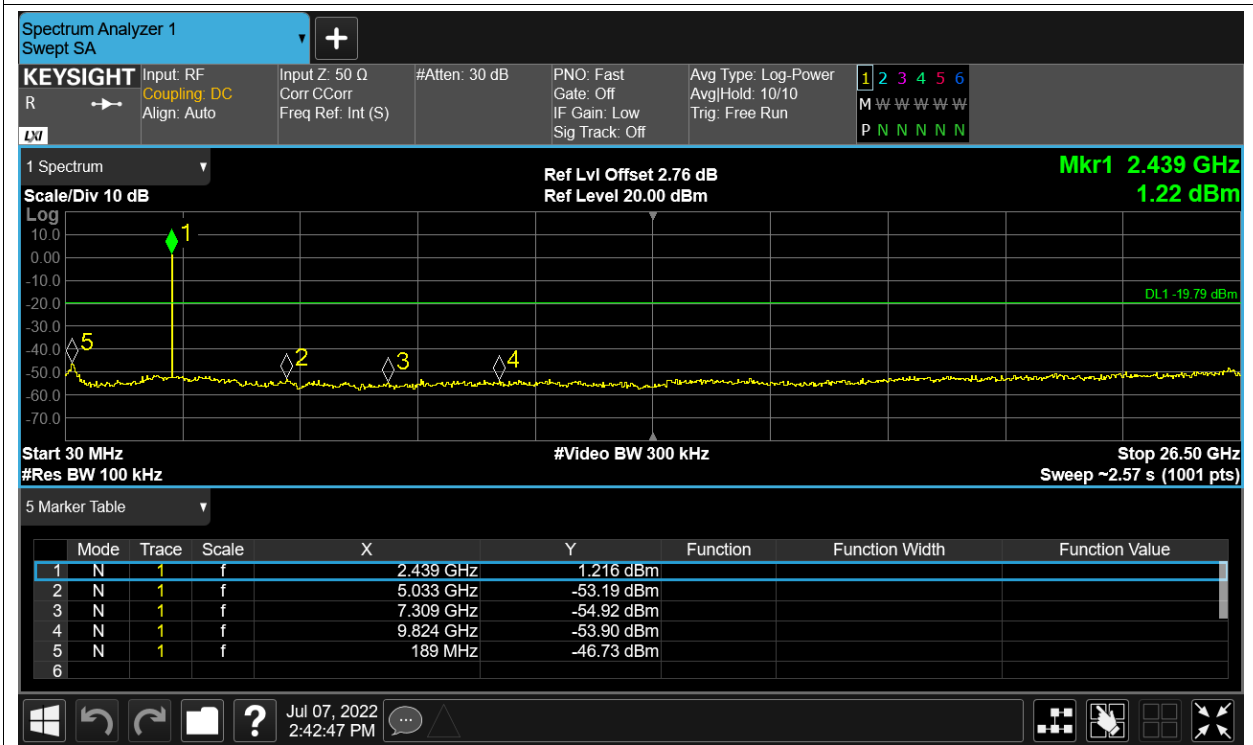 Spectrum Analyzer 1
Swept SA
KEYSIGHT
R
LXI
Input: RF
Coupling: DC
Align: Auto
Input Z: 50 Ω
Corr CCorr
Freq Ref: Int (S)
#Atten: 30 dB
PNO: Fast
Gate: Off
IF Gain: Low
Sig Track: Off
Avg Type: Log-Power
Avg|Hold: 10/10
Trig: Free Run
1 2 3 4 5 6
M W W W W W
P N N N N N
1 Spectrum
Scale/Div 10 dB
Ref Lvl Offset 2.76 dB
Ref Level 20.00 dBm
Mkr1 2.439 GHz
1.22 dBm
Log
10.0
0.00
-10.0
-20.0
-30.0
-40.0
-50.0
-60.0
-70.0
1
DL1 -19.79 dBm
5
2
3
4
Start 30 MHz
#Video BW 300 kHz
Stop 26.50 GHz
#Res BW 100 kHz
Sweep ~2.57 s (1001 pts)
5 Marker Table
Mode Trace Scale X Y Function Function Width Function Value
1 N 1 f 2.439 GHz 1.216 dBm
2 N 1 f 5.033 GHz -53.19 dBm
3 N 1 f 7.309 GHz -54.92 dBm
4 N 1 f 9.824 GHz -53.90 dBm
5 N 1 f 189 MHz -46.73 dBm
6
?
Jul 07, 2022
2:42:47 PM